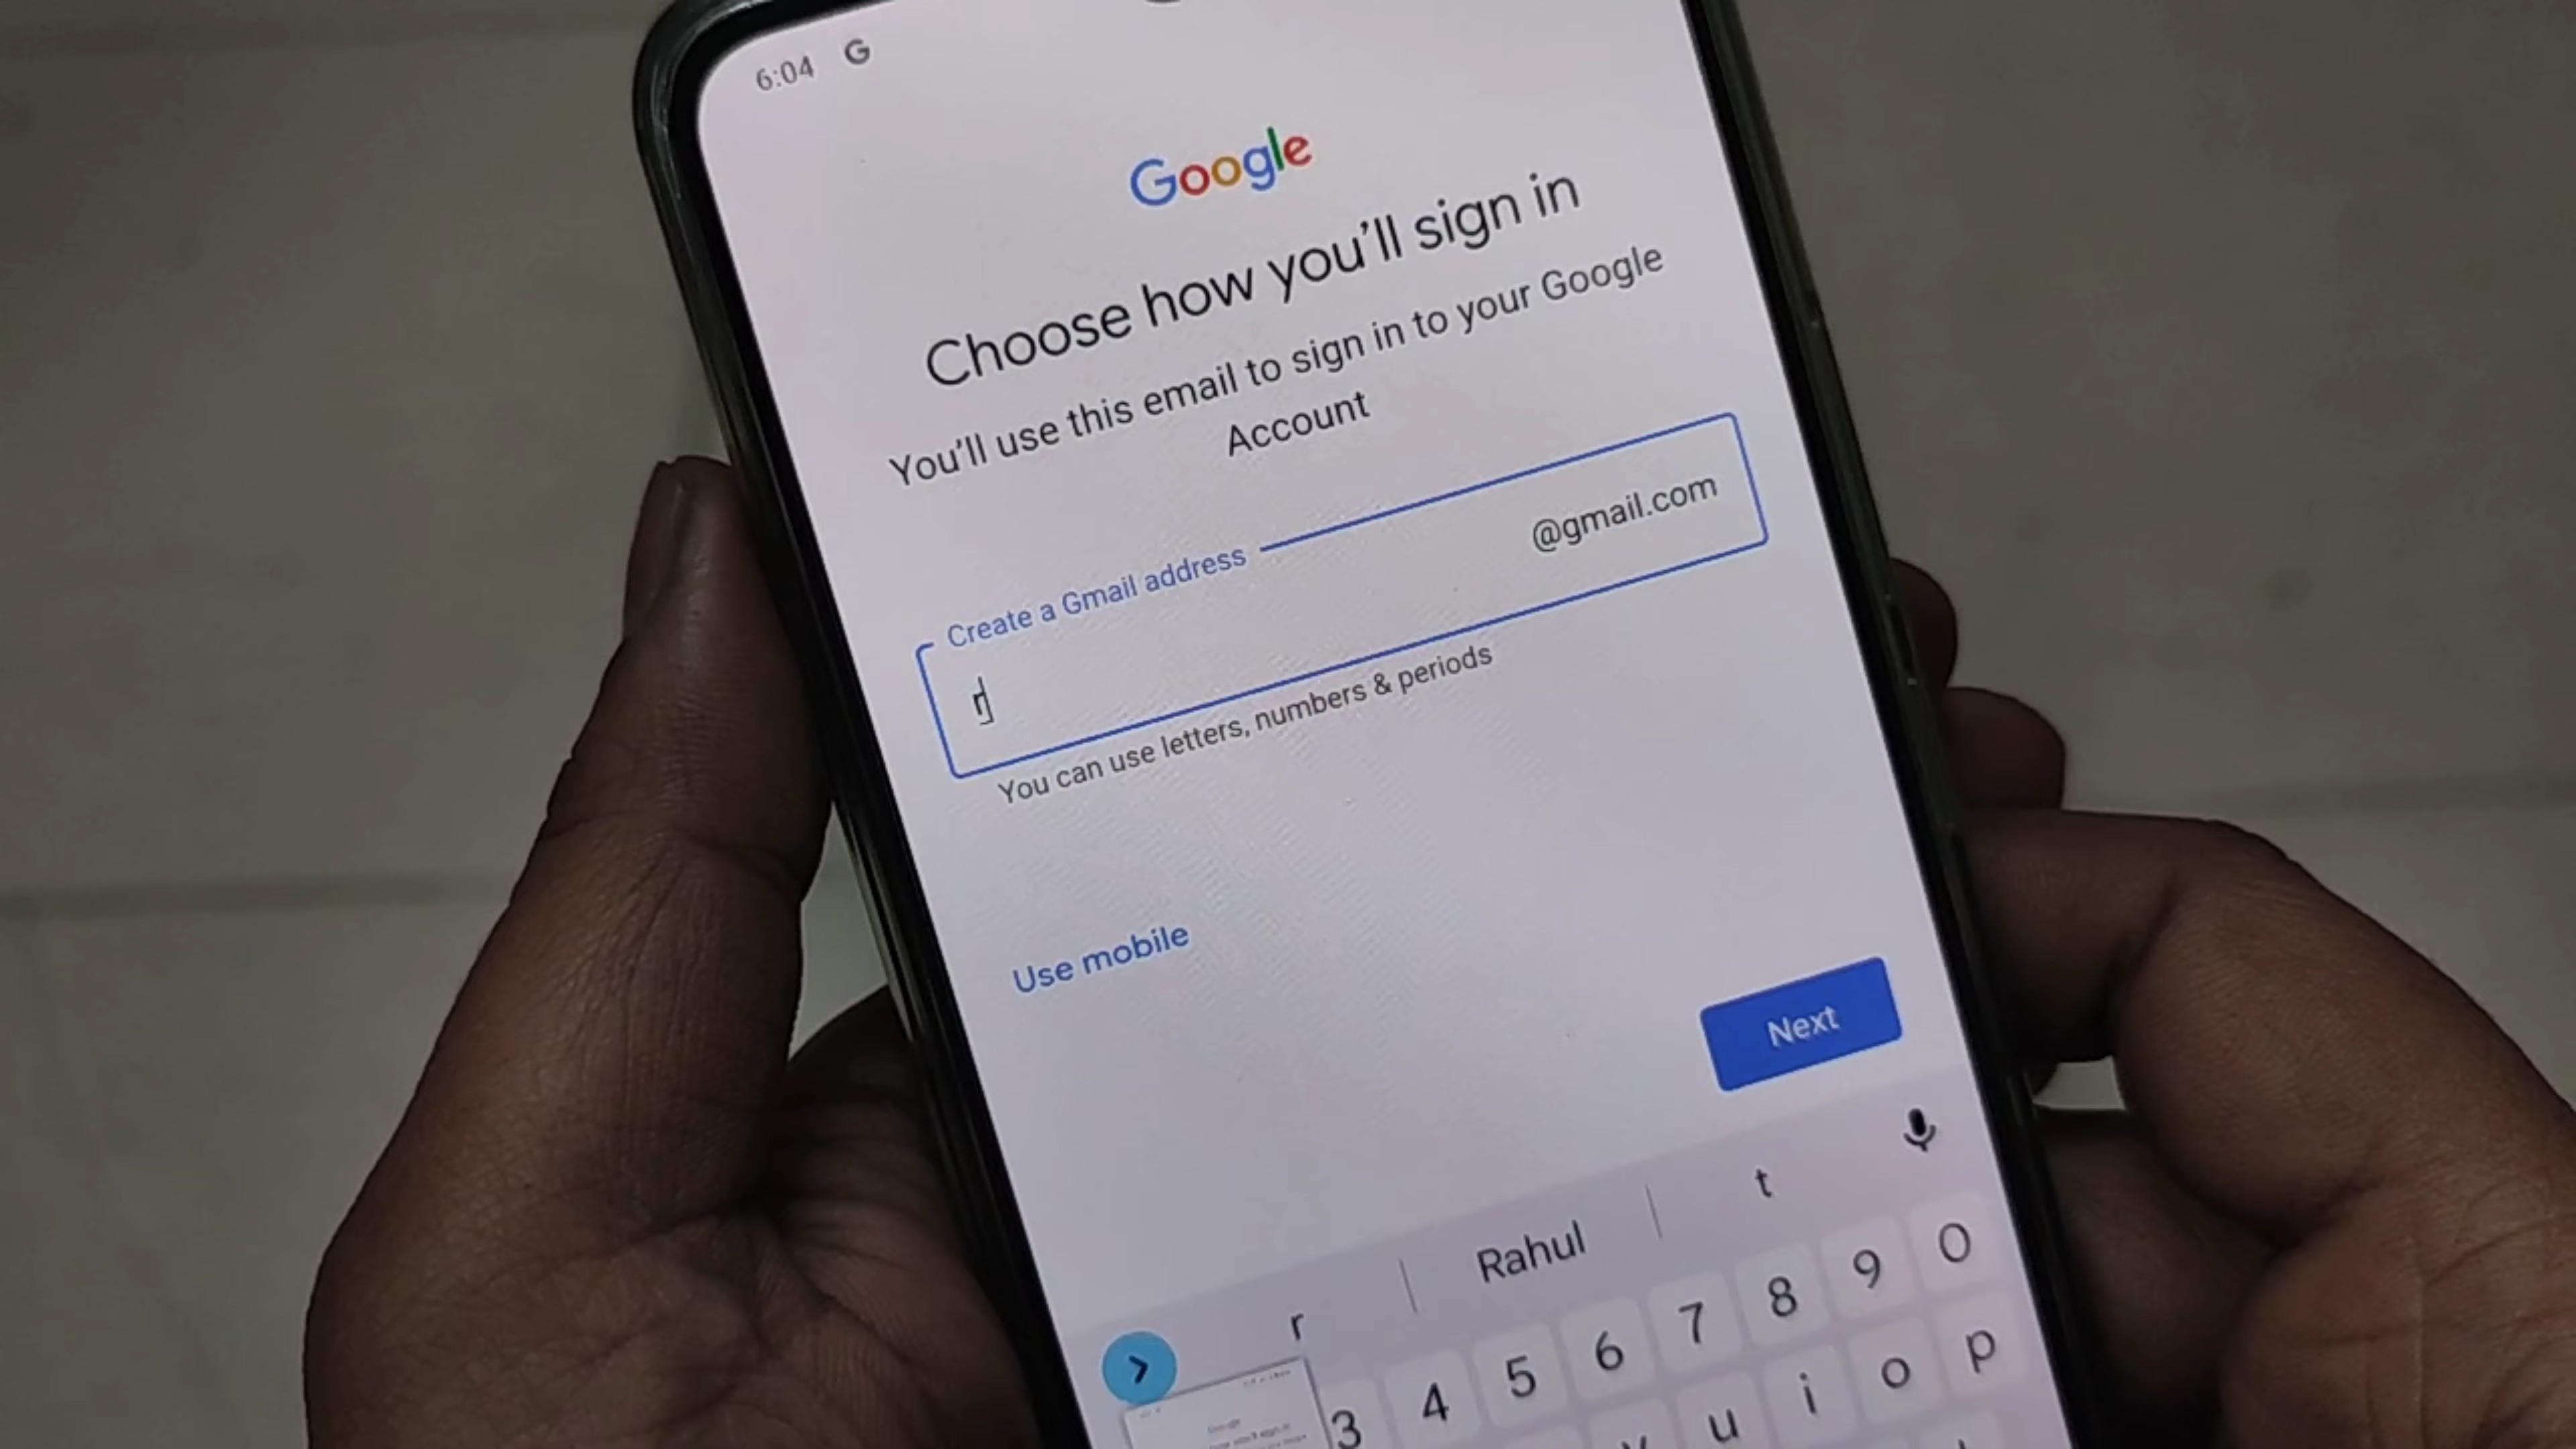 6:04 G
Google
Choose how you'll sign in
You'll use this email to sign in to your Google
Account
Create a Gmail address
r
@gmail.com
You can use letters, numbers & periods
Use mobile
Next
r
Rahul
t
3 4 5 6 7 8 9 0
u i o p